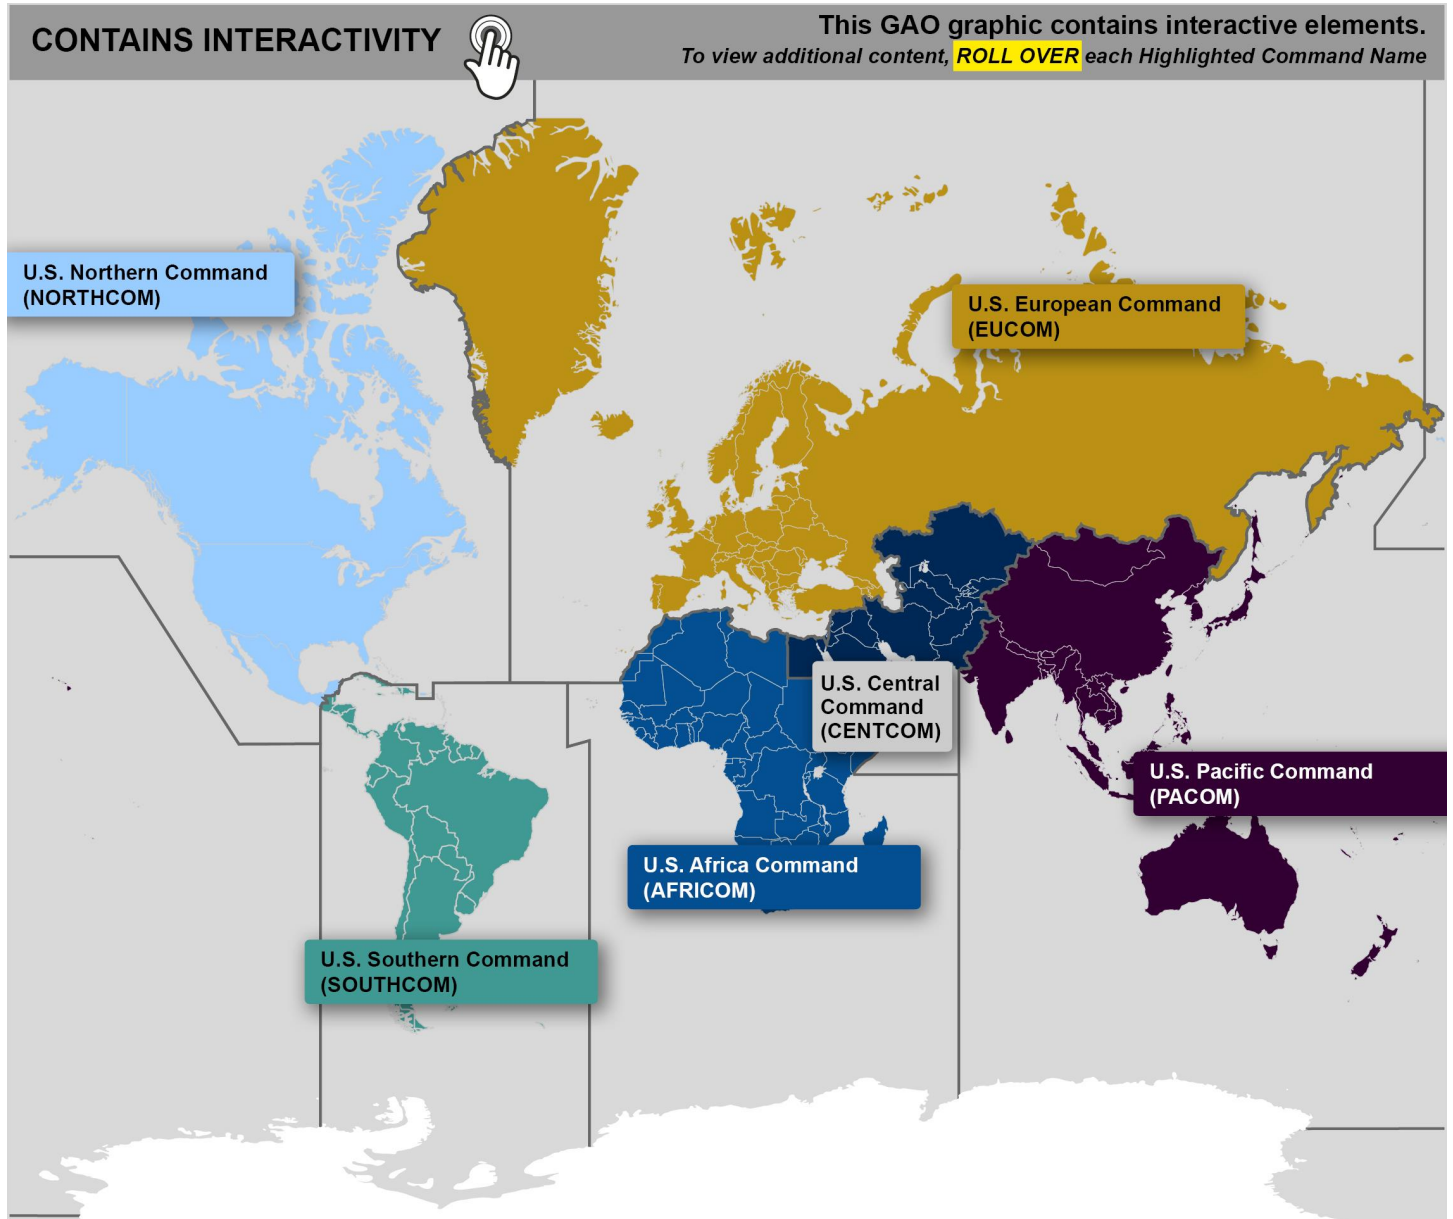 CONTAINS INTERACTIVITY
This GAO graphic contains interactive elements.
To view additional content, ROLL OVER each Highlighted Command Name
U.S. Northern Command
(NORTHCOM)
U.S. European Command
(EUCOM)
U.S. Central
Command
(CENTCOM)
U.S. Pacific Command
(PACOM)
U.S. Africa Command
(AFRICOM)
U.S. Southern Command
(SOUTHCOM)